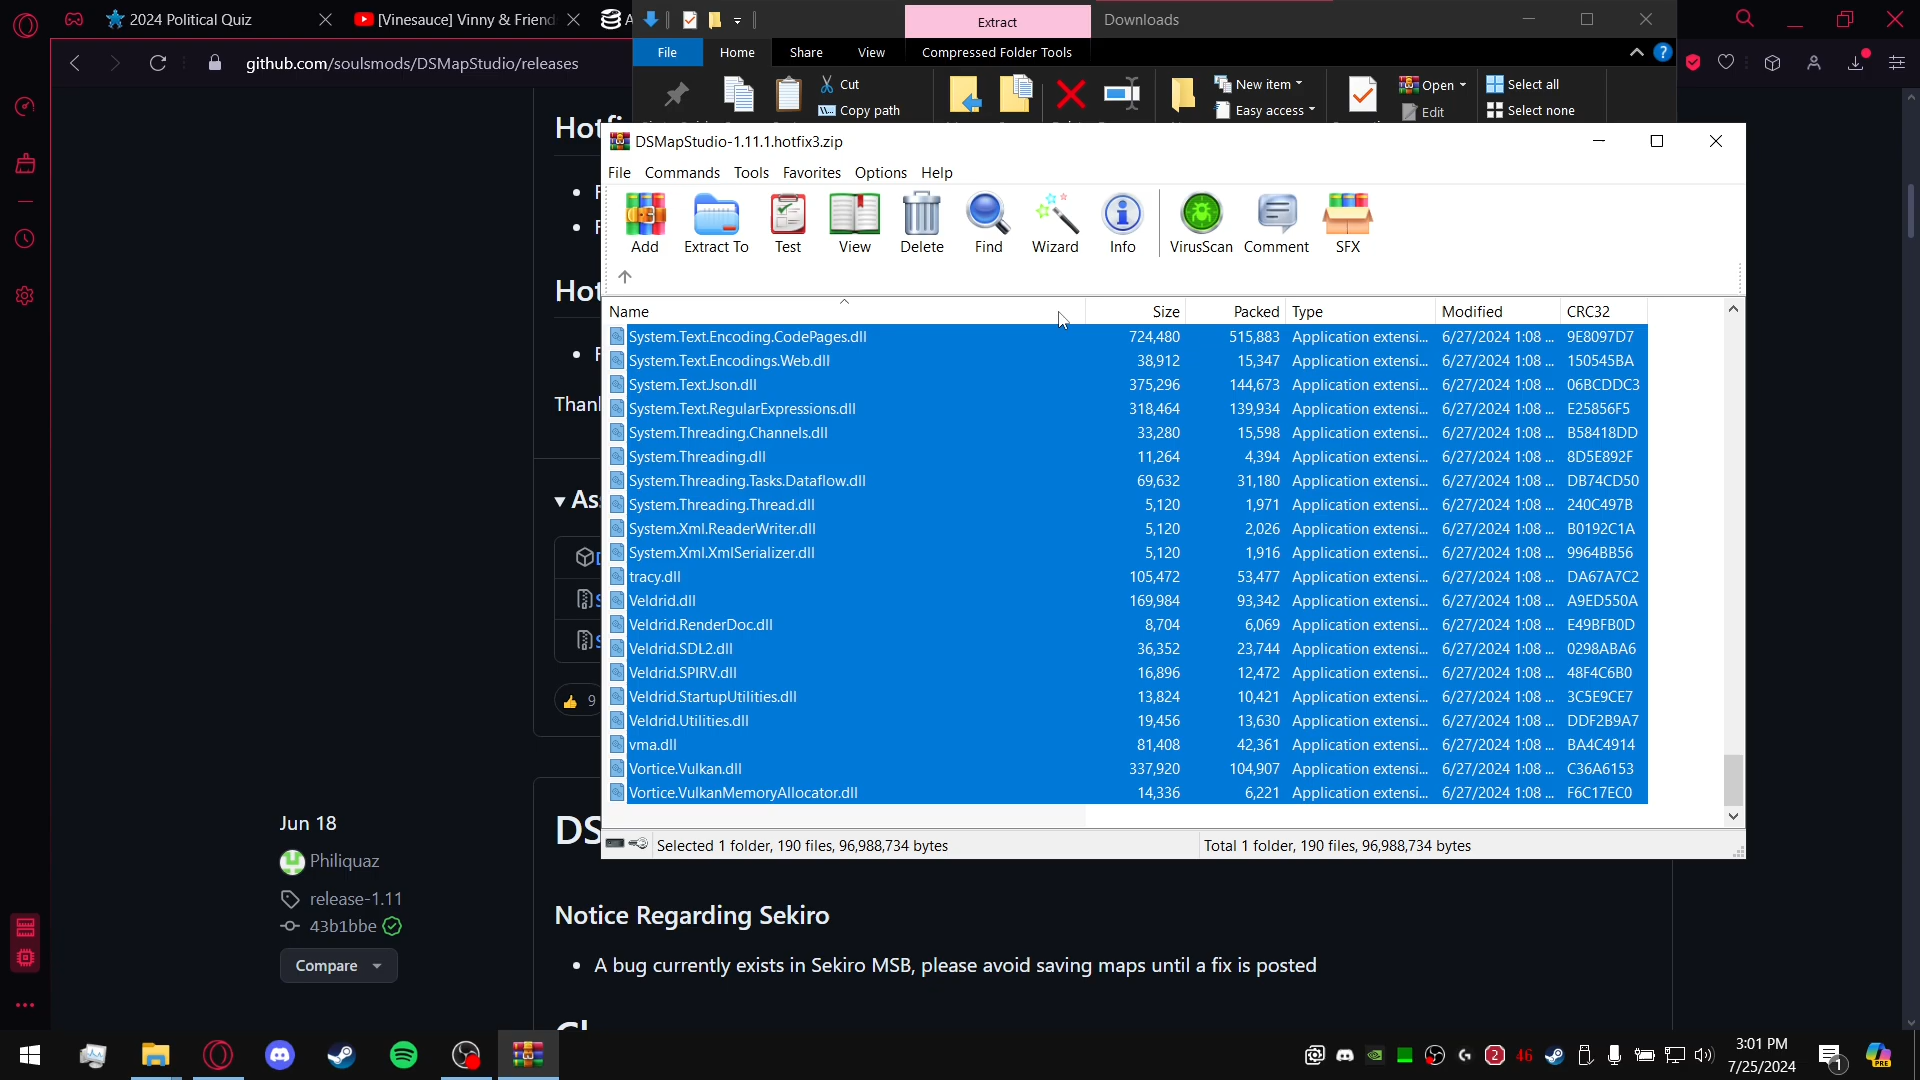 2024 Political Quiz
[Vinesauce] Vinny & Friend
A
Extract
Downloads
File
Home
Share
View
Compressed Folder Tools
github.com/soulsmods/DSMapStudio/releases
Cut
Copy path
New item
Easy access
Open
Edit
Select all
Select none
Hotfi
DSMapStudio-1.11.1.hotfix3.zip
File Commands Tools Favorites Options Help
Add
Extract To
Test
View
Delete
Find
Wizard
Info
VirusScan
Comment
SFX
Hot
Thanl
Name Size Packed Type Modified CRC32
System.Text.Encoding.CodePages.dll 724,480 515,883 Application extensi... 6/27/2024 1:08 ... 9E8097D7
System.Text.Encodings.Web.dll 38,912 15,347 Application extensi... 6/27/2024 1:08 ... 150545BA
System.Text.Json.dll 375,296 144,673 Application extensi... 6/27/2024 1:08 ... 06BCDDC3
System.Text.RegularExpressions.dll 318,464 139,934 Application extensi... 6/27/2024 1:08 ... E25856F5
System.Threading.Channels.dll 33,280 15,598 Application extensi... 6/27/2024 1:08 ... B58418DD
System.Threading.dll 11,264 4,394 Application extensi... 6/27/2024 1:08 ... 8D5E892F
System.Threading.Tasks.Dataflow.dll 69,632 31,180 Application extensi... 6/27/2024 1:08 ... DB74CD50
System.Threading.Thread.dll 5,120 1,971 Application extensi... 6/27/2024 1:08 ... 240C497B
System.Xml.ReaderWriter.dll 5,120 2,026 Application extensi... 6/27/2024 1:08 ... B0192C1A
System.Xml.XmlSerializer.dll 5,120 1,916 Application extensi... 6/27/2024 1:08 ... 9964BB56
tracy.dll 105,472 53,477 Application extensi... 6/27/2024 1:08 ... DA67A7C2
Veldrid.dll 169,984 93,342 Application extensi... 6/27/2024 1:08 ... A9ED550A
Veldrid.RenderDoc.dll 8,704 6,069 Application extensi... 6/27/2024 1:08 ... E49BFB0D
Veldrid.SDL2.dll 36,352 23,744 Application extensi... 6/27/2024 1:08 ... 0298ABA6
Veldrid.SPIRV.dll 16,896 12,472 Application extensi... 6/27/2024 1:08 ... 48F4C6B0
Veldrid.StartupUtilities.dll 13,824 10,421 Application extensi... 6/27/2024 1:08 ... 3C5E9CE7
Veldrid.Utilities.dll 19,456 13,630 Application extensi... 6/27/2024 1:08 ... DDF2B9A7
vma.dll 81,408 42,361 Application extensi... 6/27/2024 1:08 ... BA4C4914
Vortice.Vulkan.dll 337,920 104,907 Application extensi... 6/27/2024 1:08 ... C36A6153
Vortice.VulkanMemoryAllocator.dll 14,336 6,221 Application extensi... 6/27/2024 1:08 ... F6C17EC0
Selected 1 folder, 190 files, 96,988,734 bytes
Total 1 folder, 190 files, 96,988,734 bytes
As
9
Jun 18
Philiquaz
release-1.11
43b1bbe
Compare
DS
Notice Regarding Sekiro
• A bug currently exists in Sekiro MSB, please avoid saving maps until a fix is posted
2
46
3:01 PM
7/25/2024
1
PRE